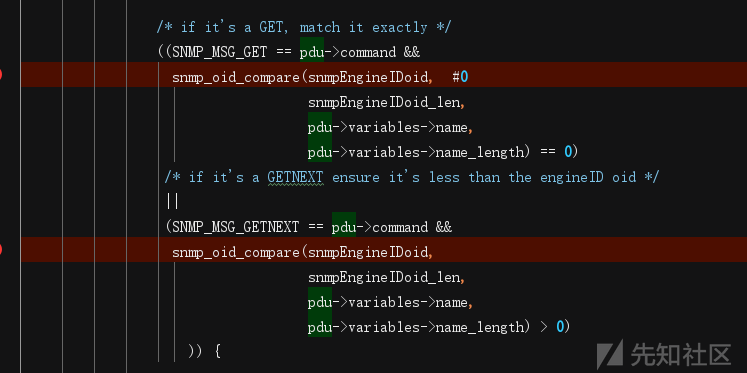 /* if it's a GET, match it exactly */
((SNMP_MSG_GET == pdu->command &&
snmp_oid_compare(snmpEngineIDoid,  #0
snmpEngineIDoid_len,
pdu->variables->name,
pdu->variables->name_length) == 0)
/* if it's a GETNEXT ensure it's less than the engineID oid */
||
(SNMP_MSG_GETNEXT == pdu->command &&
snmp_oid_compare(snmpEngineIDoid,
snmpEngineIDoid_len,
pdu->variables->name,
pdu->variables->name_length) > 0)
)) {
先知社区